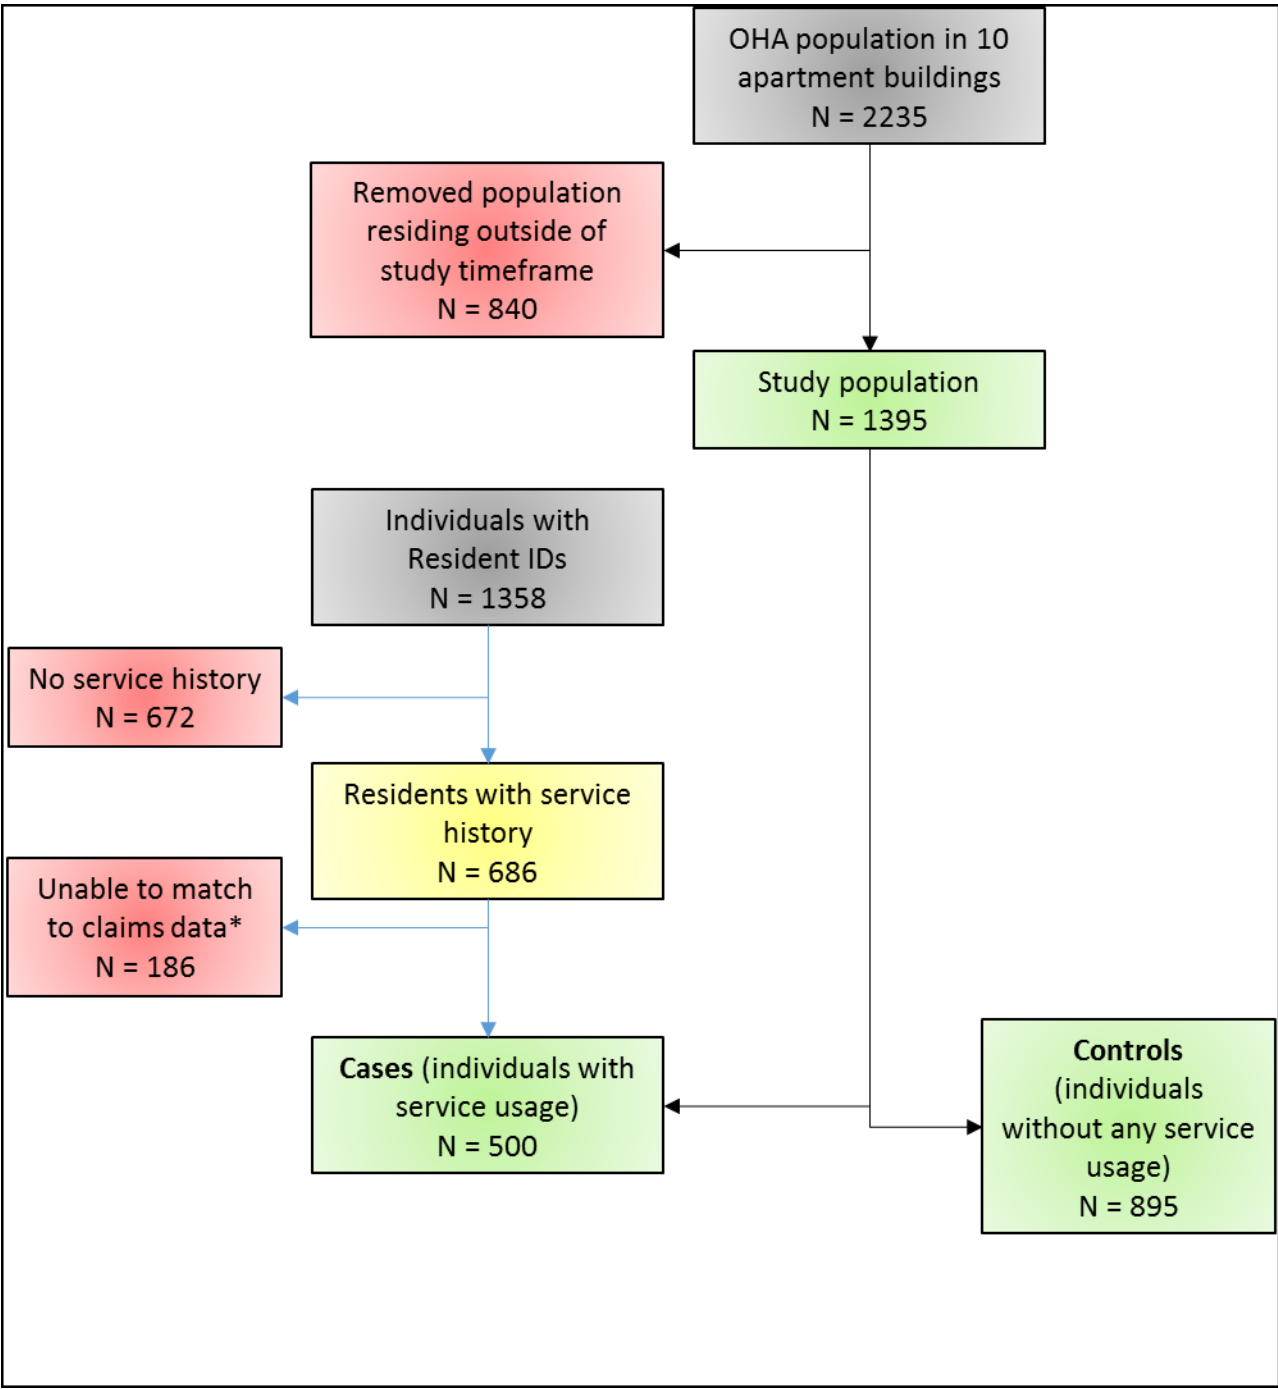 OHA population in 10
apartment buildings
N = 2235
Removed population
residing outside of
study timeframe
N = 840
Study population
N = 1395
Individuals with
Resident IDs
N = 1358
No service history
N = 672
Residents with service
history
N = 686
Unable to match
to claims data*
N = 186
Cases (individuals with
service usage)
N = 500
Controls
(individuals
without any service
usage)
N = 895